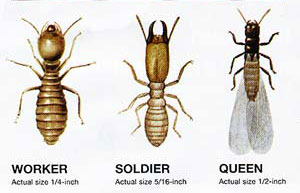 WORKER
Actual size 1/4-inch
SOLDIER
Actual size 5/16-inch
QUEEN
Actual size 1/2-inch